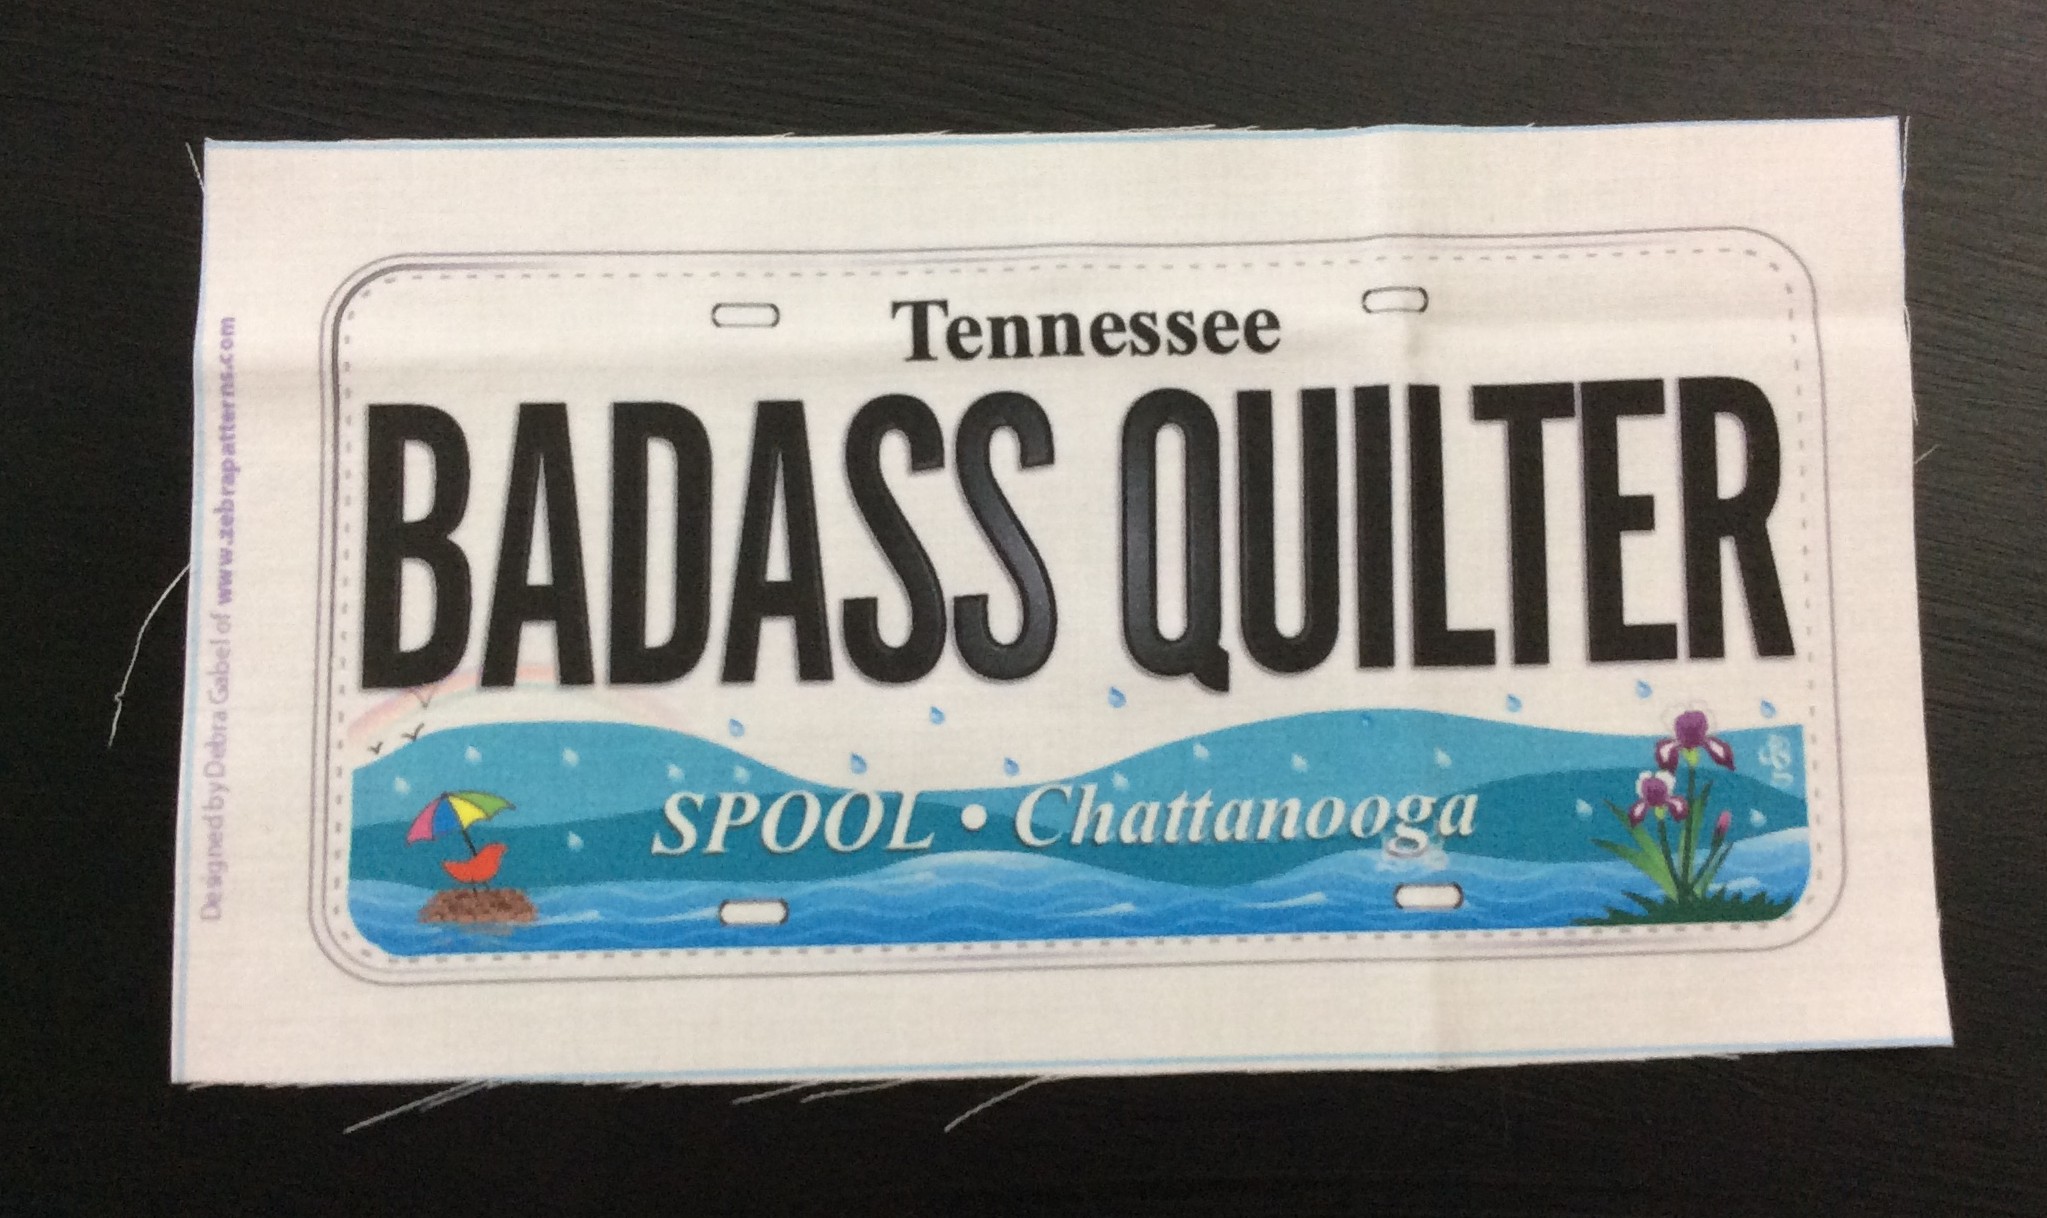 Tennessee
BADASS QUILTER
SPOOL • Chattanooga
Designed by Debra Gabel of www.zebrapatterns.com